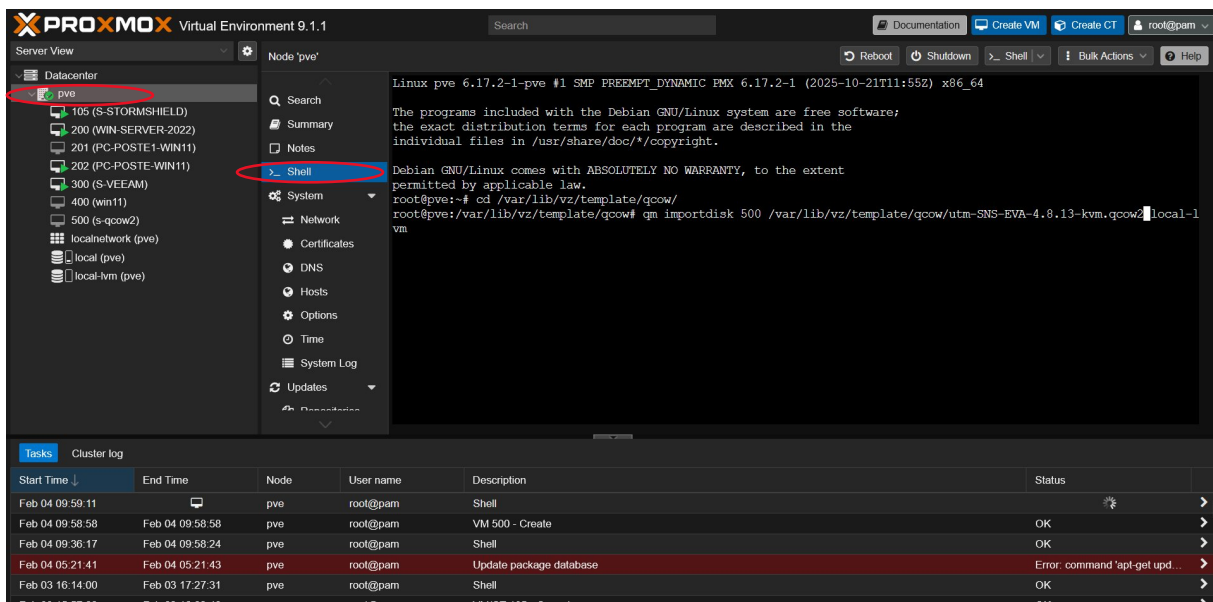 PROXMOX Virtual Environment 9.1.1
Search
Documentation
Create VM
Create CT
root@pam
Server View
Node 'pve'
Reboot
Shutdown
>_ Shell
Bulk Actions
Help
Datacenter
pve
105 (S-STORMSHIELD)
200 (WIN-SERVER-2022)
201 (PC-POSTE1-WIN11)
202 (PC-POSTE-WIN11)
300 (S-VEEAM)
400 (win11)
500 (s-qcow2)
localnetwork (pve)
local (pve)
local-lvm (pve)
Search
Summary
Notes
>_ Shell
System
Network
Certificates
DNS
Hosts
Options
Time
System Log
Updates
Repositories
Linux pve 6.17.2-1-pve #1 SMP PREEMPT_DYNAMIC PMX 6.17.2-1 (2025-10-21T11:55Z) x86_64
The programs included with the Debian GNU/Linux system are free software;
the exact distribution terms for each program are described in the
individual files in /usr/share/doc/*/copyright.
Debian GNU/Linux comes with ABSOLUTELY NO WARRANTY, to the extent
permitted by applicable law.
root@pve:~# cd /var/lib/vz/template/qcow/
root@pve:/var/lib/vz/template/qcow# qm importdisk 500 /var/lib/vz/template/qcow/utm-SNS-EVA-4.8.13-kvm.qcow2 local-l
vm
Tasks
Cluster log
Start Time End Time Node User name Description Status
Feb 04 09:59:11 pve root@pam Shell
Feb 04 09:58:58 Feb 04 09:58:58 pve root@pam VM 500 - Create OK
Feb 04 09:36:17 Feb 04 09:58:24 pve root@pam Shell OK
Feb 04 05:21:41 Feb 04 05:21:43 pve root@pam Update package database Error: command 'apt-get upd...
Feb 03 16:14:00 Feb 03 17:27:31 pve root@pam Shell OK